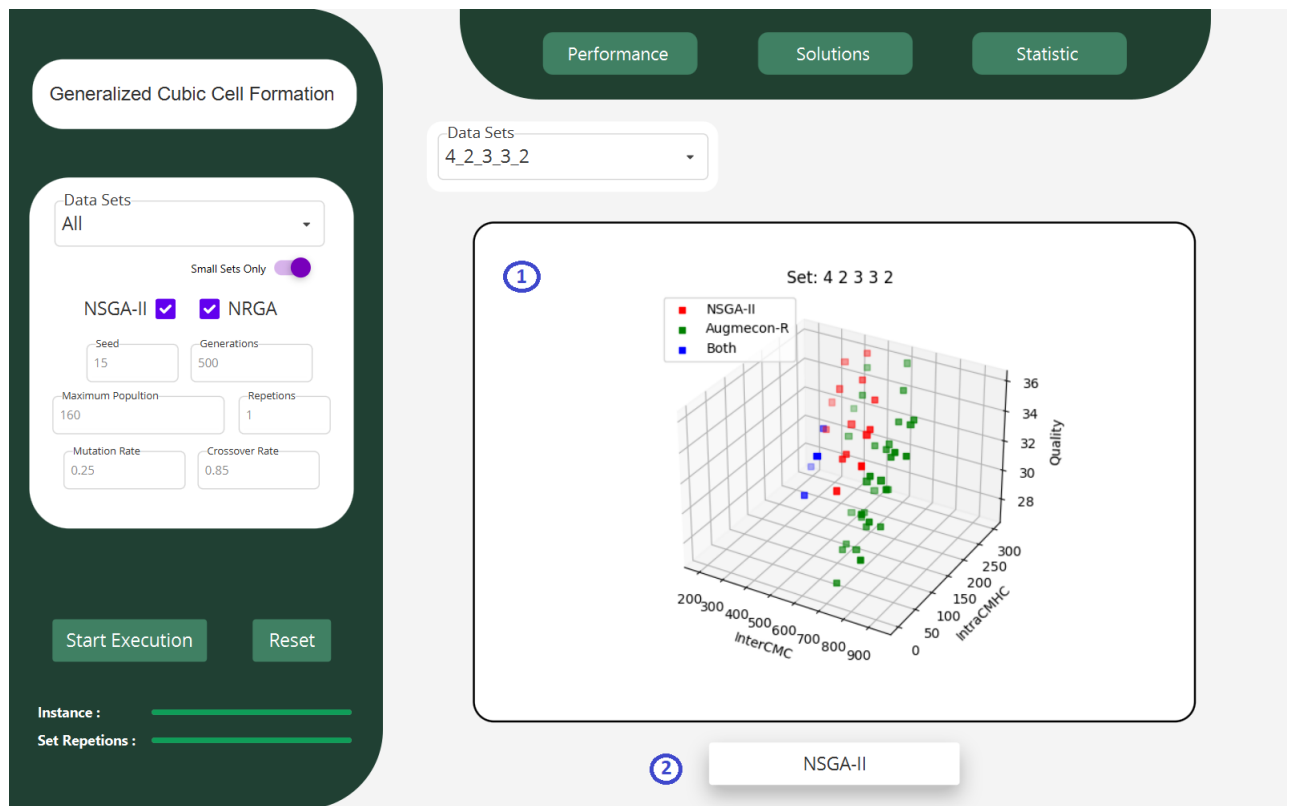 Performance
Solutions
Statistic
Generalized Cubic Cell Formation
Data Sets
All
Small Sets Only
NSGA-II
NRGA
Seed
15
Generations
500
Maximum Popultion
160
Repetions
1
Mutation Rate
0.25
Crossover Rate
0.85
Start Execution
Reset
Instance :
Set Repetions :
Data Sets
4_2_3_3_2
1
Set: 4 2 3 3 2
NSGA-II
Augmecon-R
Both
36
34
32
30
28
Quality
300
250
200
150
100
50
0
IntraCMHC
200
300
400
500
600
700
800
900
InterCMC
2
NSGA-II